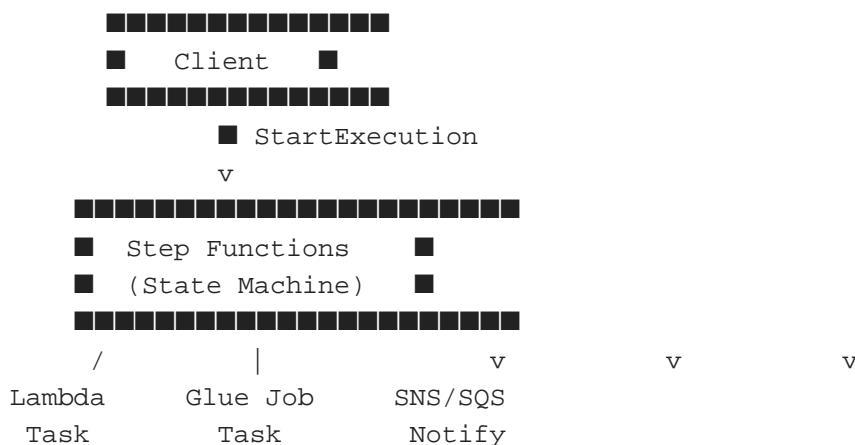 ■■■■■■■■■■■■■■■■■
■ Client ■
■■■■■■■■■■■■■■■■■
■ StartExecution
v
■■■■■■■■■■■■■■■■■■■■■■■■■■■
■ Step Functions ■
■ (State Machine) ■
■■■■■■■■■■■■■■■■■■■■■■■■■■■
/ | v v v
Lambda Glue Job SNS/SQS
Task Task Notify